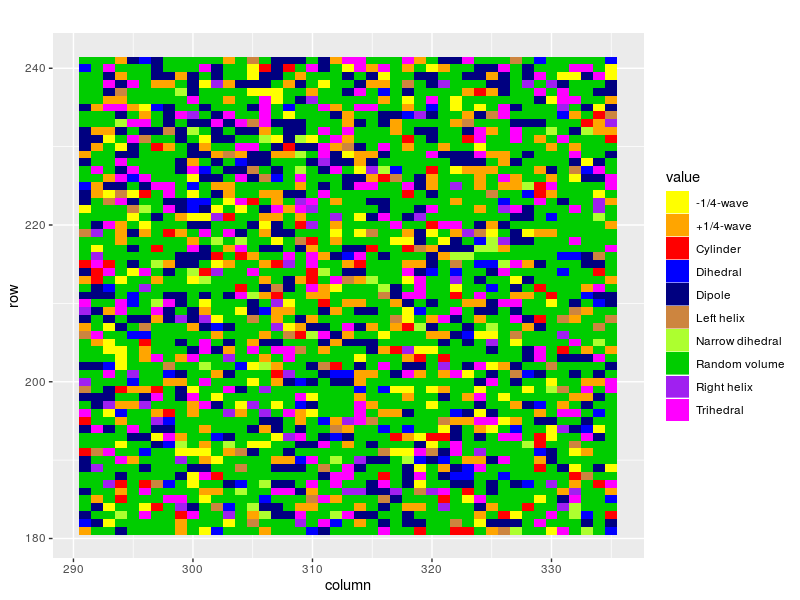 240
220
200
180
row
290
300
310
320
330
column
value
-1/4-wave
+1/4-wave
Cylinder
Dihedral
Dipole
Left helix
Narrow dihedral
Random volume
Right helix
Trihedral